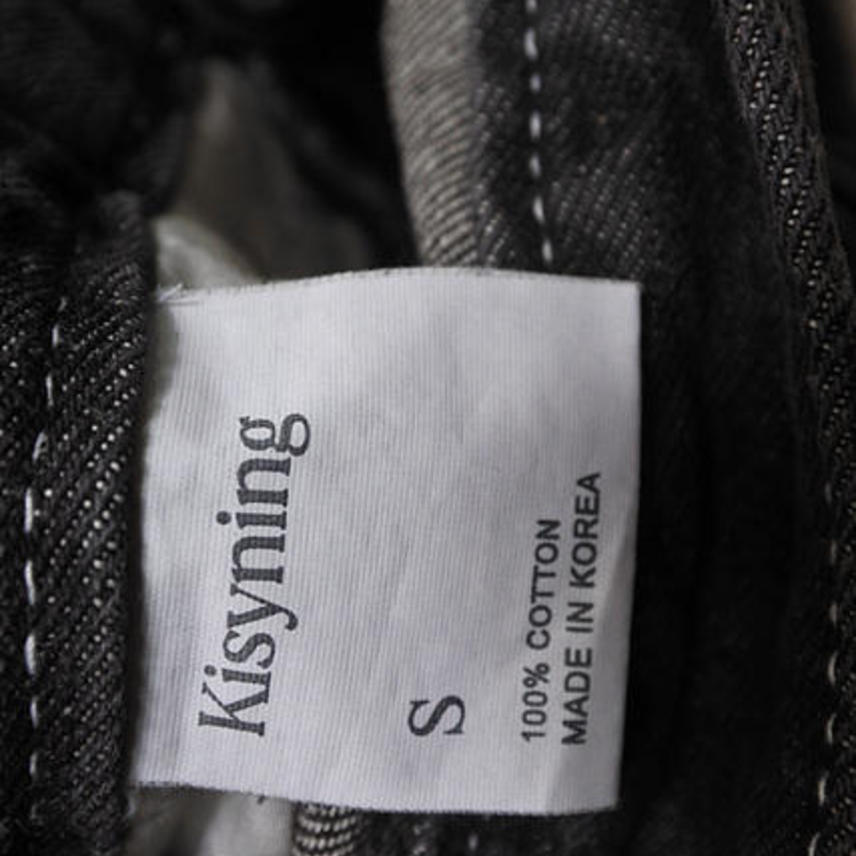 Kisyning
S
100% COTTON
MADE IN KOREA